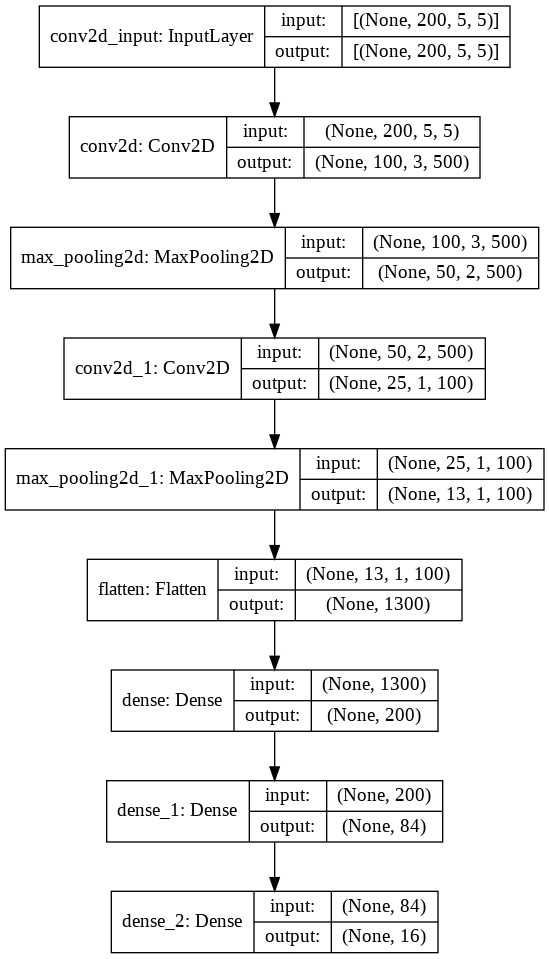 conv2d_input: InputLayer
input: [(None, 200, 5, 5)]
output: [(None, 200, 5, 5)]
conv2d: Conv2D
input: (None, 200, 5, 5)
output: (None, 100, 3, 500)
max_pooling2d: MaxPooling2D
input: (None, 100, 3, 500)
output: (None, 50, 2, 500)
conv2d_1: Conv2D
input: (None, 50, 2, 500)
output: (None, 25, 1, 100)
max_pooling2d_1: MaxPooling2D
input: (None, 25, 1, 100)
output: (None, 13, 1, 100)
flatten: Flatten
input: (None, 13, 1, 100)
output: (None, 1300)
dense: Dense
input: (None, 1300)
output: (None, 200)
dense_1: Dense
input: (None, 200)
output: (None, 84)
dense_2: Dense
input: (None, 84)
output: (None, 16)